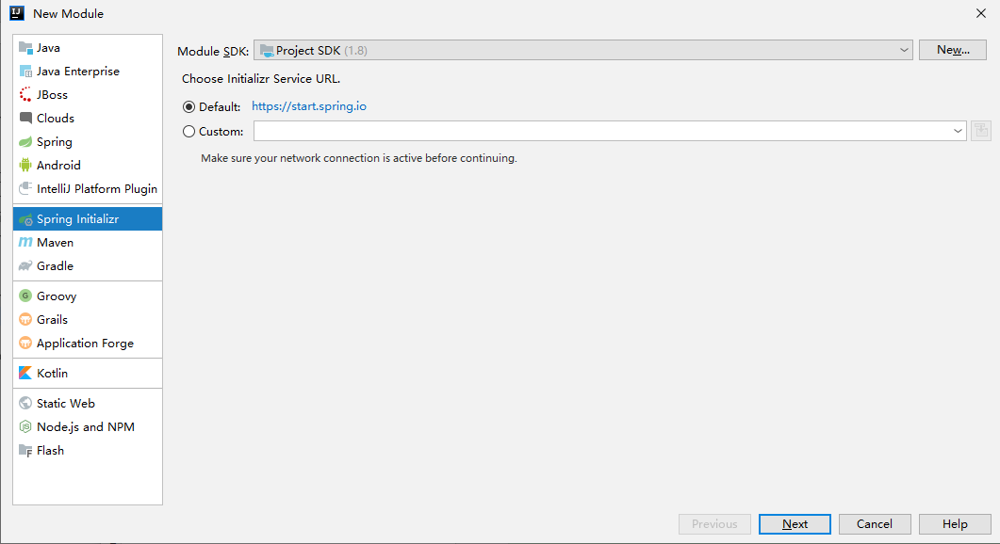 New Module
Java
Java Enterprise
JBoss
Clouds
Spring
Android
IntelliJ Platform Plugin
Spring Initializr
Maven
Gradle
Groovy
Grails
Application Forge
Kotlin
Static Web
Node.js and NPM
Flash
Module SDK: Project SDK (1.8) New...
Choose Initializr Service URL.
Default: https://start.spring.io
Custom:
Make sure your network connection is active before continuing.
Previous Next Cancel Help